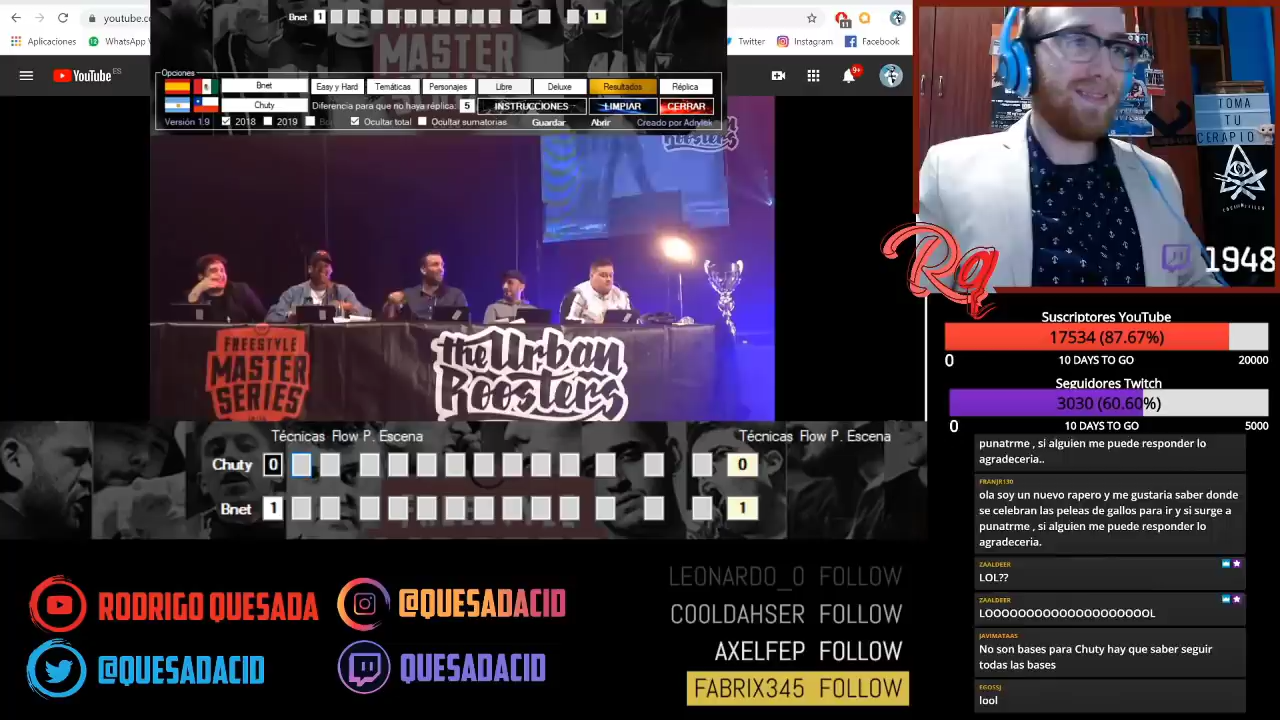 youtube.co
11
Aplicaciones
WhatsApp
Twitter
Instagram
Facebook
YouTube ES
9+
Bnet 1 1
MASTER
Opciones
Bnet
Easy y Hard
Temáticas
Personajes
Libre
Deluxe
Resultados
Réplica
Chuty
Diferencia para que no haya réplica:
5
INSTRUCCIONES
LIMPIAR
CERRAR
Versión 1.9
2018
2019
Ocultar total
Ocultar sumatorias
Guardar
Abrir
Creado por Adrytek
Roosters
FREESTYLE
MASTER
SERIES
the Urban
Roosters
Técnicas Flow P. Escena
Técnicas Flow P. Escena
Chuty 0 0
Bnet 1 1
TOMA
TU
CERAPIO
Rq
1948
Suscriptores YouTube
17534 (87.67%)
0
10 DAYS TO GO
20000
Seguidores Twitch
3030 (60.60%)
0
10 DAYS TO GO
5000
punatrme , si alguien me puede responder lo
agradeceria..
FRANJR130
ola soy un nuevo rapero y me gustaria saber donde
se celebran las peleas de gallos para ir y si surge a
punatrme , si alguien me puede responder lo
agradeceria.
ZAALDEER
LOL??
ZAALDEER
LOOOOOOOOOOOOOOOOOOOL
JAVIMATAAS
No son bases para Chuty hay que saber seguir
todas las bases
EGOSSJ
lool
RODRIGO QUESADA
@QUESADACID
@QUESADACID
QUESADACID
LEONARDO_O FOLLOW
COOLDAHSER FOLLOW
AXELFEP FOLLOW
FABRIX345 FOLLOW